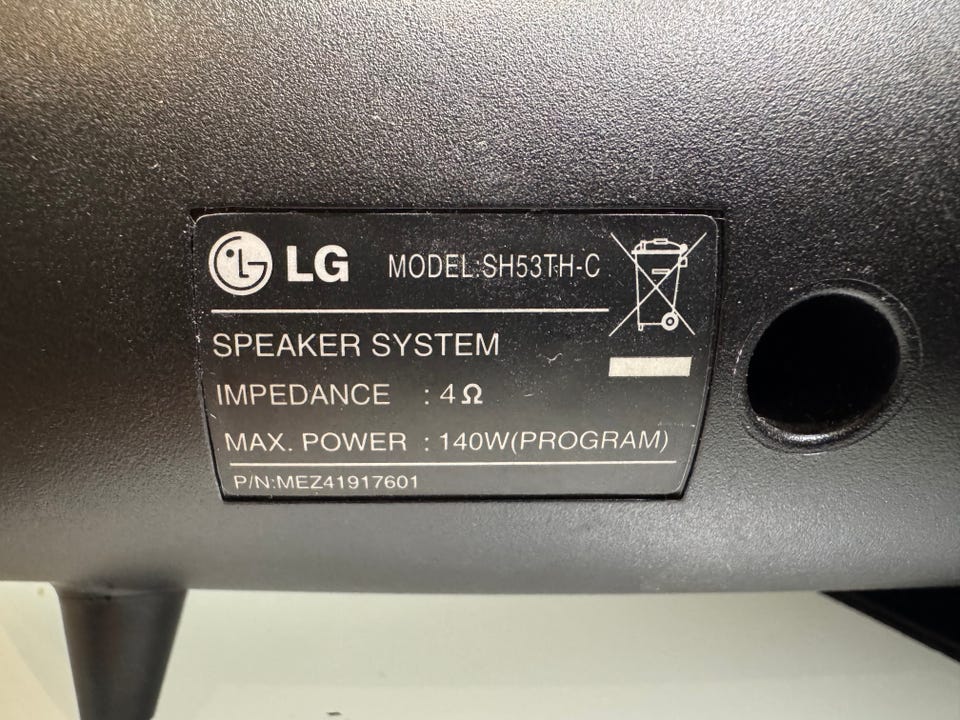 LG MODEL:SH53TH-C
SPEAKER SYSTEM
IMPEDANCE : 4Ω
MAX. POWER : 140W(PROGRAM)
P/N:MEZ41917601